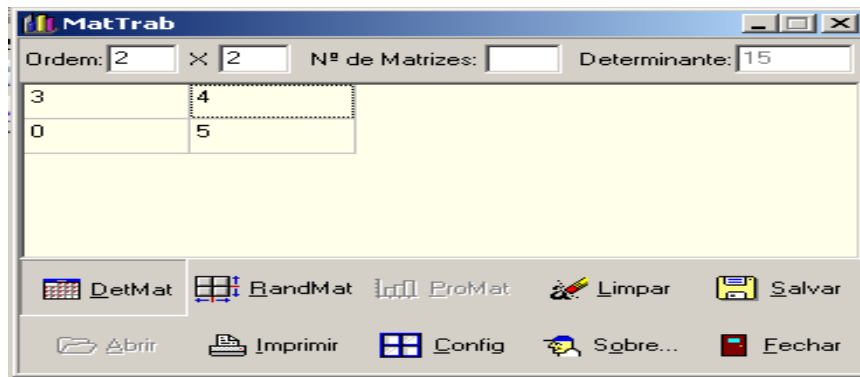 MatTrab
Ordem: 2 X 2 Nº de Matrizes: Determinante: 15
3 4
0 5
DetMat RandMat ProMat Limpar Salvar
Abrir Imprimir Config Sobre... Fechar